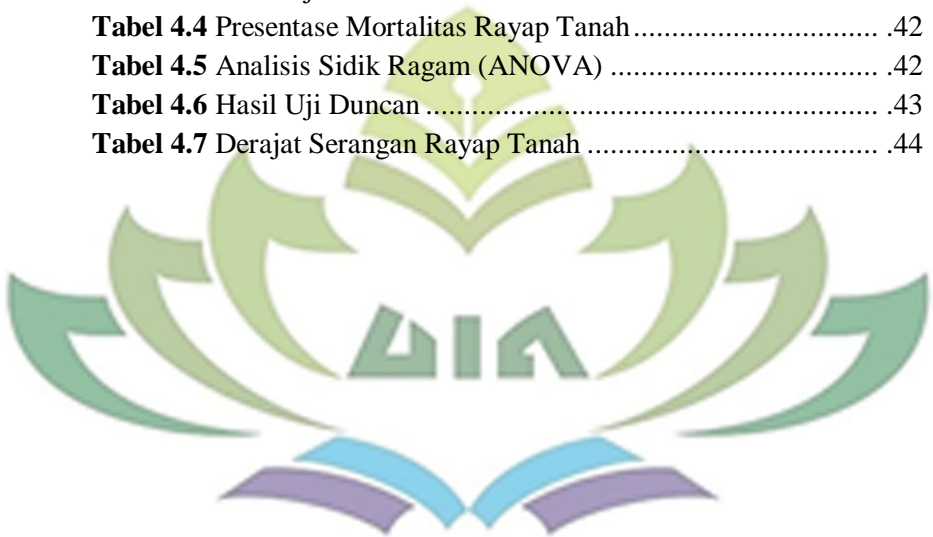 Tabel 4.4 Presentase Mortalitas Rayap Tanah............................ .42
Tabel 4.5 Analisis Sidik Ragam (ANOVA) ............................... .42
Tabel 4.6 Hasil Uji Duncan .................................................... .43
Tabel 4.7 Derajat Serangan Rayap Tanah .................................. .44
UIN